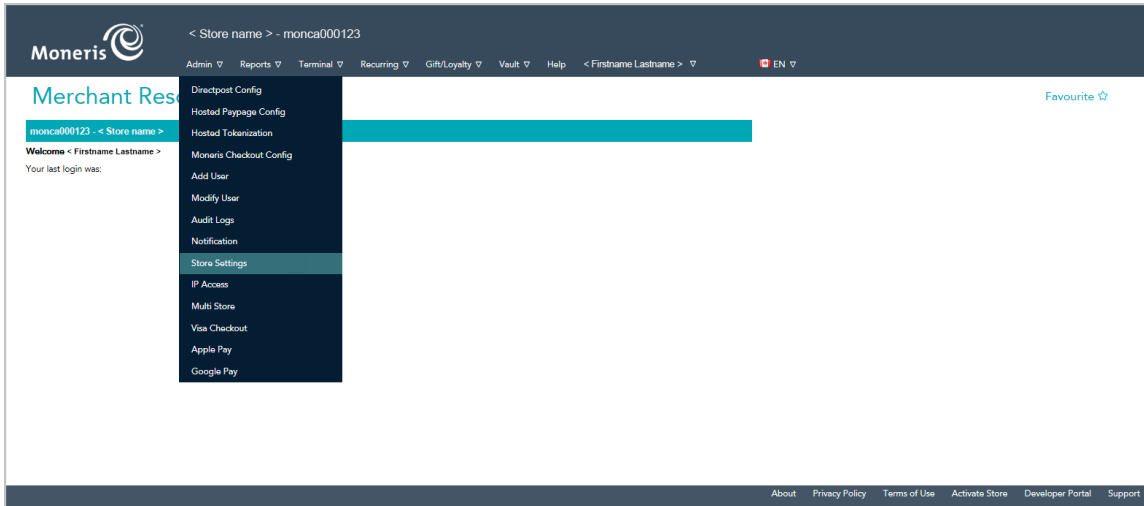 < Store name > - monca000123
Moneris
Admin Reports Terminal Recurring Gift/Loyalty Vault Help < Firstname Lastname > EN
Merchant Reso
Favourite
Directpost Config
Hosted Paypage Config
monca000123 - < Store name >
Hosted Tokenization
Welcome < Firstname Lastname >
Moneris Checkout Config
Your last login was:
Add User
Modify User
Audit Logs
Notification
Store Settings
IP Access
Multi Store
Visa Checkout
Apple Pay
Google Pay
About Privacy Policy Terms of Use Activate Store Developer Portal Support